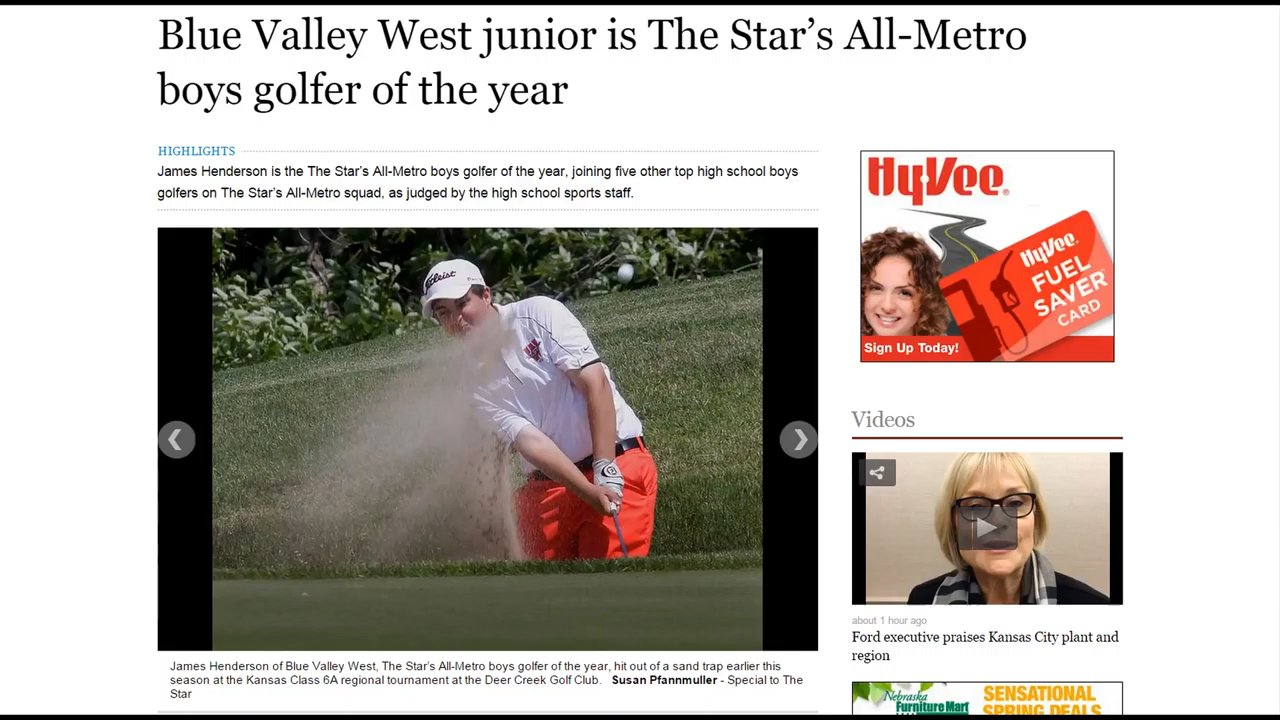 Blue Valley West junior is The Star's All-Metro
boys golfer of the year
HIGHLIGHTS
James Henderson is the The Star's All-Metro boys golfer of the year, joining five other top high school boys
golfers on The Star's All-Metro squad, as judged by the high school sports staff.
Titleist
James Henderson of Blue Valley West, The Star's All-Metro boys golfer of the year, hit out of a sand trap earlier this
season at the Kansas Class 6A regional tournament at the Deer Creek Golf Club. Susan Pfannmuller - Special to The
Star
HyVee®
HyVee.
FUEL
SAVER
CARD
Sign Up Today!
Videos
about 1 hour ago
Ford executive praises Kansas City plant and
region
Nebraska
Furniture Mart
SENSATIONAL
SPRING DEALS